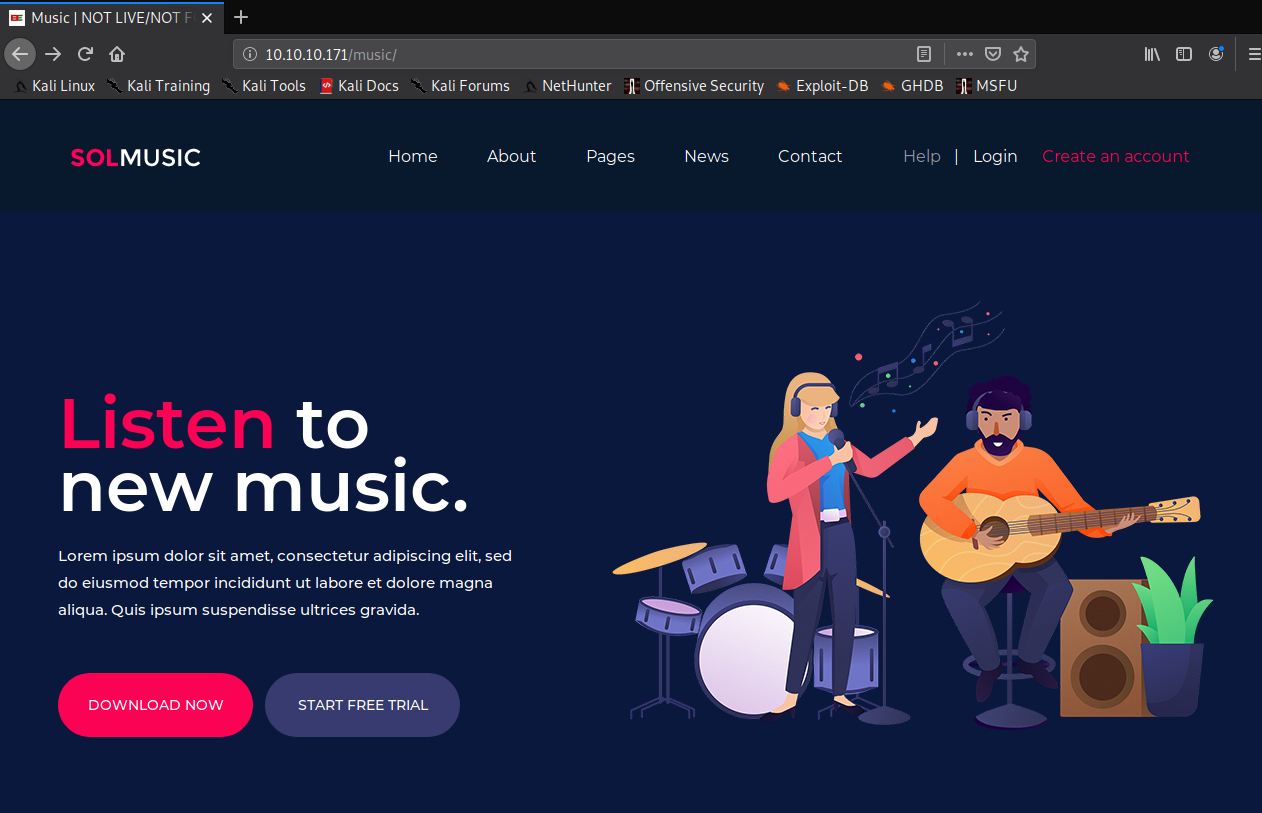 Music | NOT LIVE/NOT F
10.10.10.171/music/
Kali Linux Kali Training Kali Tools Kali Docs Kali Forums NetHunter Offensive Security Exploit-DB GHDB MSFU
SOLMUSIC Home About Pages News Contact Help | Login Create an account
Listen to
new music.
Lorem ipsum dolor sit amet, consectetur adipiscing elit, sed
do eiusmod tempor incididunt ut labore et dolore magna
aliqua. Quis ipsum suspendisse ultrices gravida.
DOWNLOAD NOW START FREE TRIAL